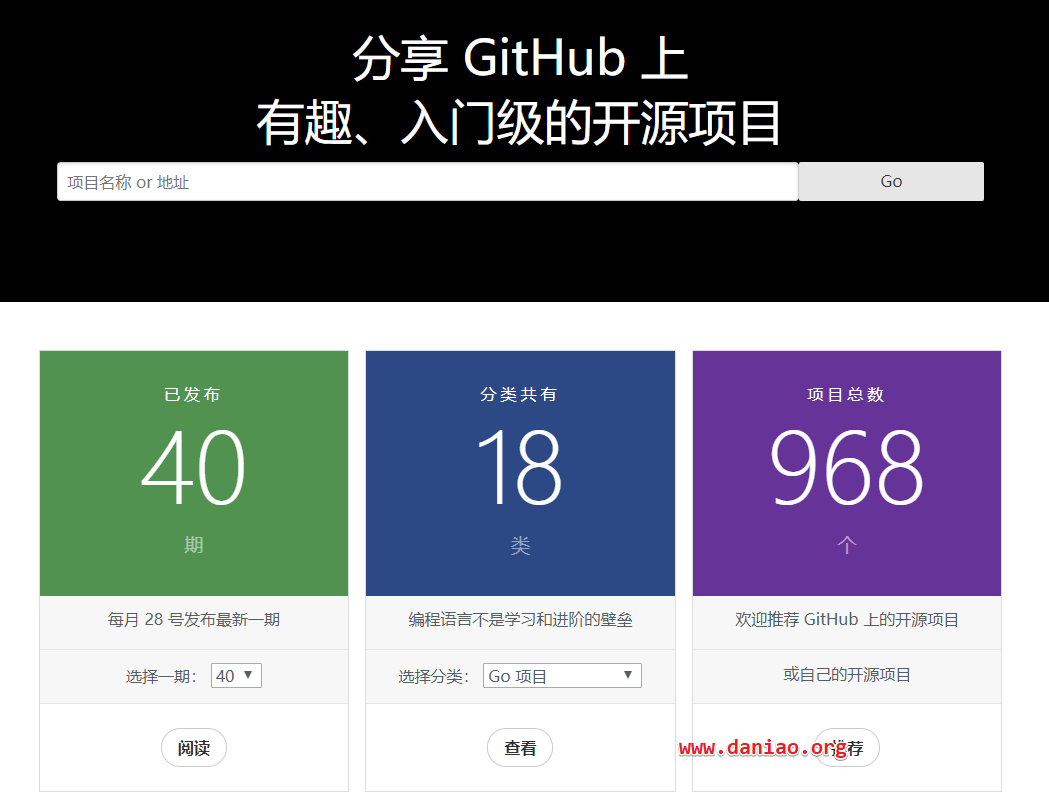 分享 GitHub 上
有趣、入门级的开源项目
项目名称 or 地址
Go
已发布
40
期
每月 28 号发布最新一期
选择一期： 40
阅读
分类共有
18
类
编程语言不是学习和进阶的壁垒
选择分类： Go 项目
查看
项目总数
968
个
欢迎推荐 GitHub 上的开源项目
或自己的开源项目
推荐
www.daniao.org